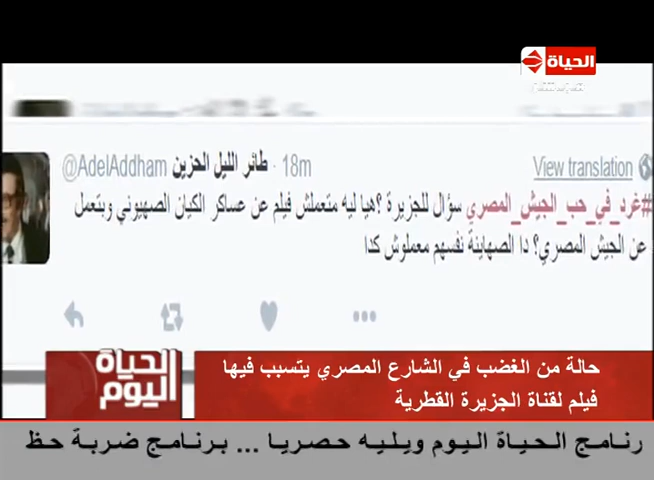 الحياة
@AdelAddham طائر الليل الحزين · 18m
View translation
#غرد_في_حب_الجيش_المصري سؤال للجزيرة ؟هيا ليه متعملش فيلم عن عساكر الكيان الصهيوني وبتعمل
عن الجيش المصري؟ دا الصهاينة نفسهم معملوش كدا
حالة من الغضب في الشارع المصري يتسبب فيها
فيلم لقناة الجزيرة القطرية
الحياة
اليوم
رنامج الحياة اليوم ويليه حصريا ... برنامج ضربة حظ